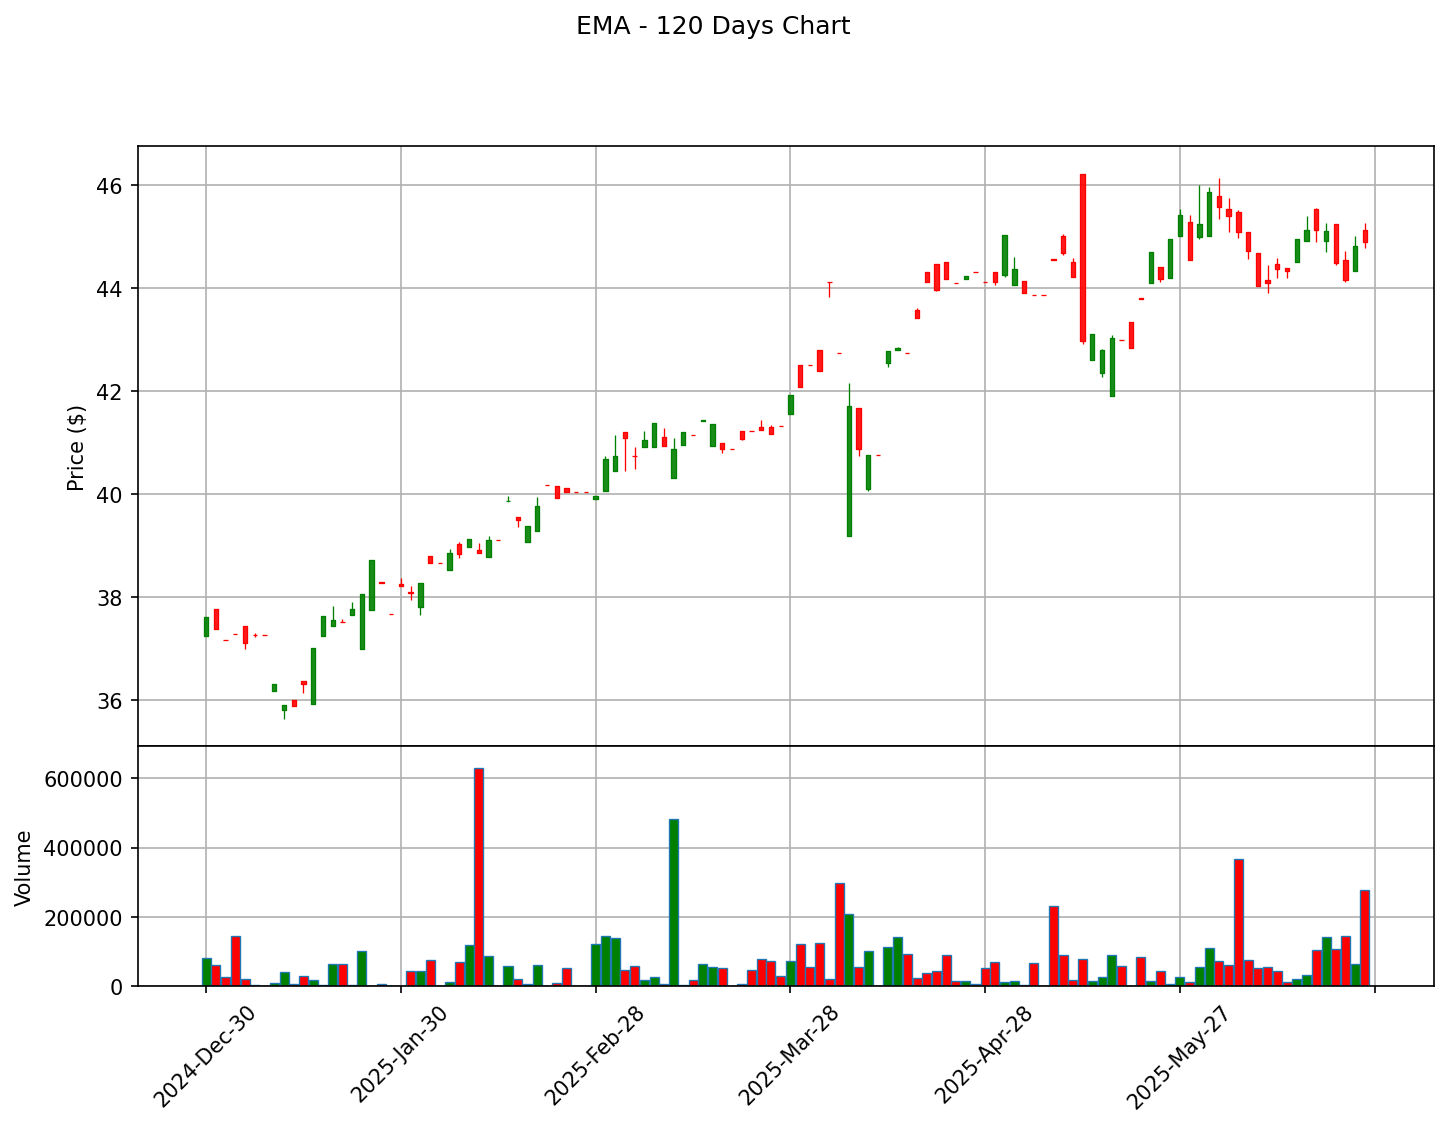 EMA - 120 Days Chart
Price ($)
46
44
42
40
38
36
Volume
600000
400000
200000
0
2024-Dec-30
2025-Jan-30
2025-Feb-28
2025-Mar-28
2025-Apr-28
2025-May-27